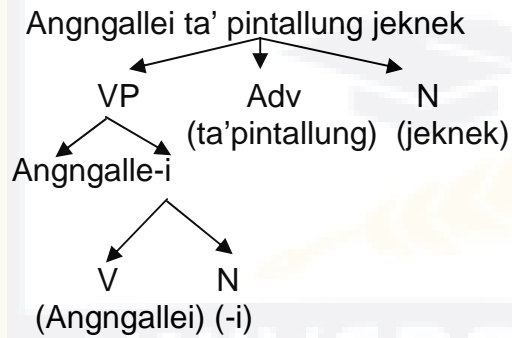 Angngallei ta’ pintallung jeknek
VP Adv N
(ta'pintallung) (jeknek)
Angngalle-i
V N
(Angngallei) (-i)